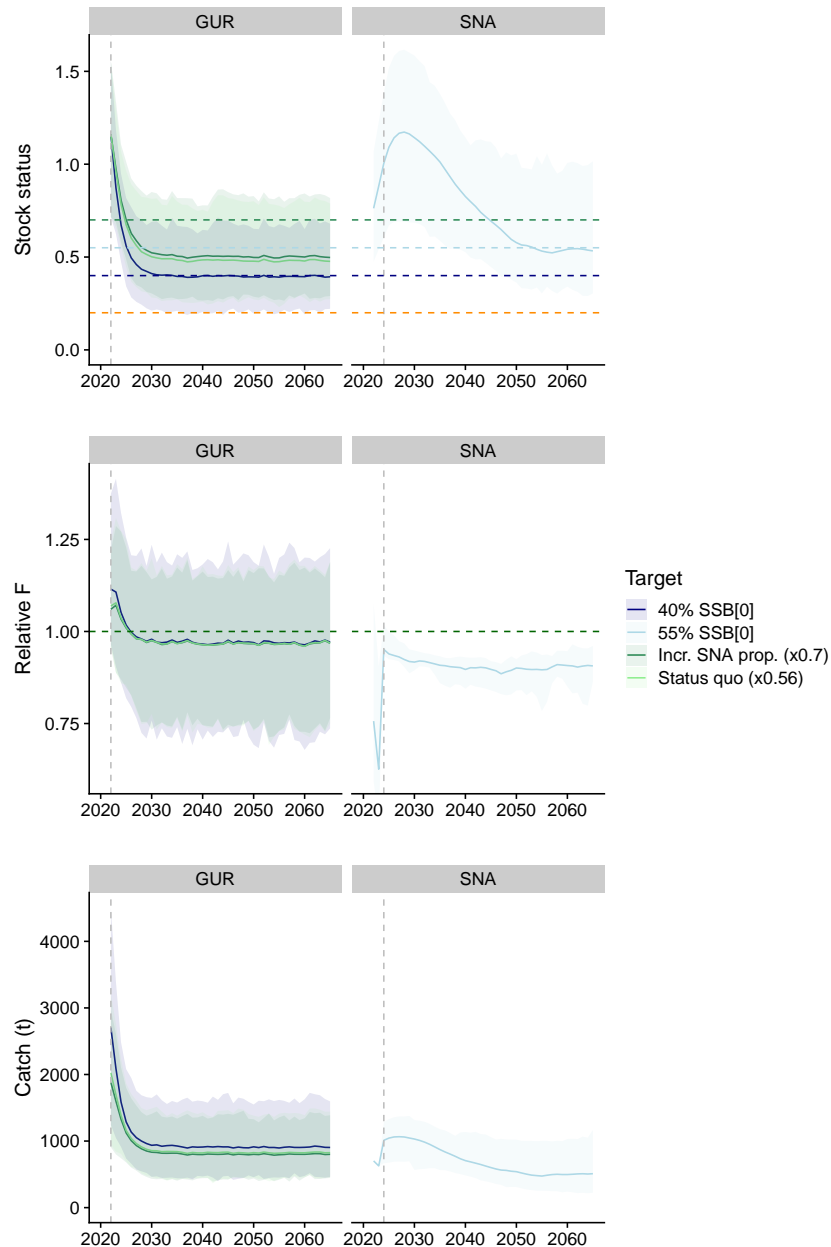 GUR SNA
Stock status
1.5
1.0
0.5
0.0
2020 2030 2040 2050 2060 2020 2030 2040 2050 2060
GUR SNA
Relative F
1.25
1.00
0.75
2020 2030 2040 2050 2060 2020 2030 2040 2050 2060
Target
40% SSB[0]
55% SSB[0]
Incr. SNA prop. (x0.7)
Status quo (x0.56)
GUR SNA
Catch (t)
4000
3000
2000
1000
0
2020 2030 2040 2050 2060 2020 2030 2040 2050 2060